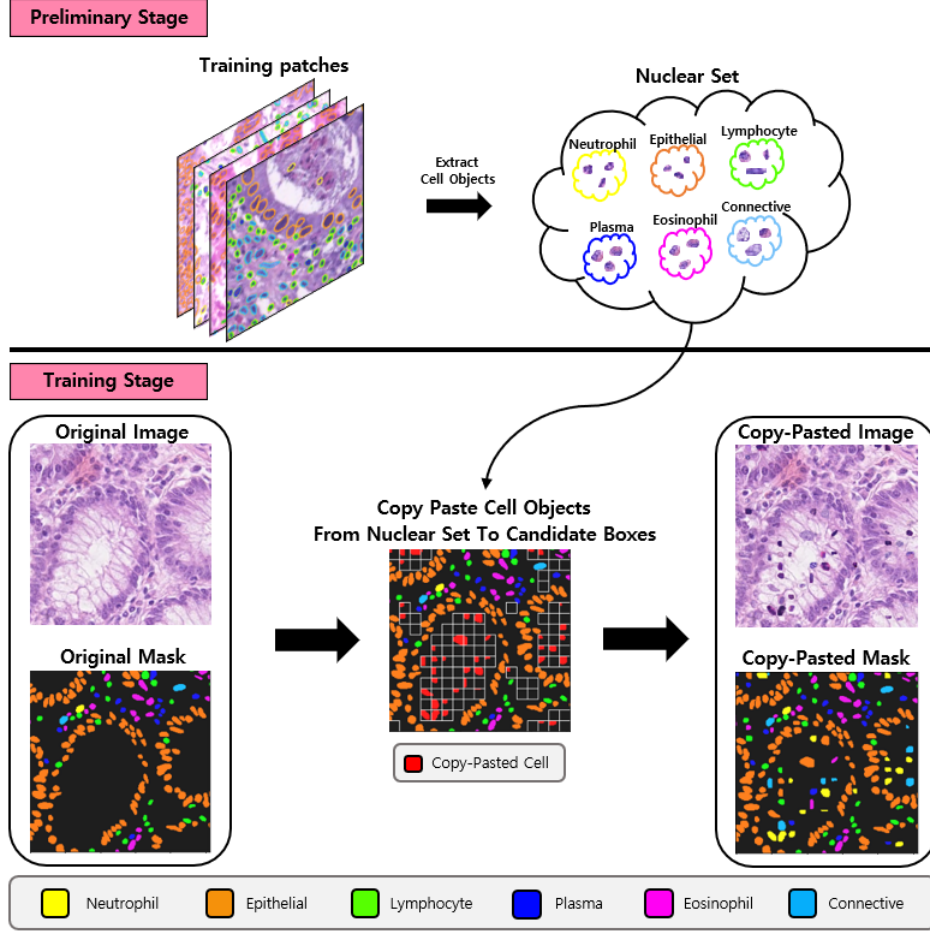 Preliminary Stage
Training patches
Nuclear Set
Neutrophil
Epithelial
Lymphocyte
Extract
Cell Objects
Plasma
Eosinophil
Connective
Training Stage
Original Image
Copy-Pasted Image
Copy Paste Cell Objects
From Nuclear Set To Candidate Boxes
Original Mask
Copy-Pasted Mask
Copy-Pasted Cell
Neutrophil
Epithelial
Lymphocyte
Plasma
Eosinophil
Connective